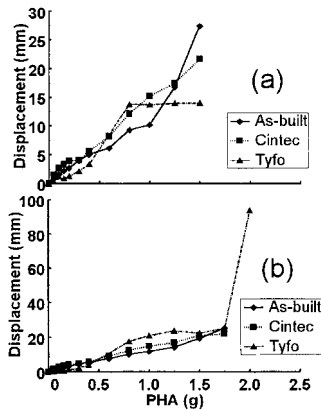 Displacement (mm)
30
25
20
15
10
5
0
(a)
As-built
Cintec
Tyfo
Displacement (mm)
100
80
60
40
20
0
(b)
As-built
Cintec
Tyfo
0.0 0.5 1.0 1.5 2.0 2.5
PHA (g)